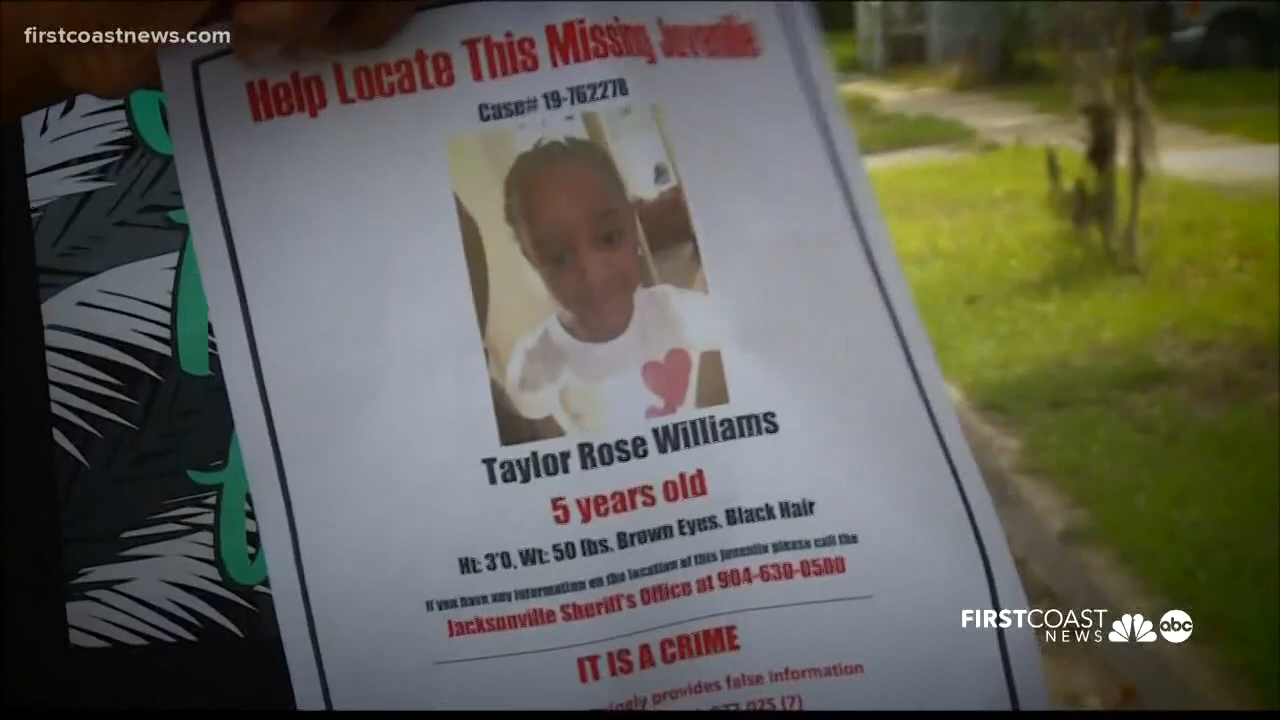 firstcoastnews.com
Help Locate This Missing Juvenile
Case# 19-762278
Taylor Rose Williams
5 years old
Ht: 3'0, Wt: 50 lbs. Brown Eyes. Black Hair
If you have any information on the location of this juvenile please call the
Jacksonville Sheriff's Office at 904-630-0500
IT IS A CRIME
provides false information
FIRSTCOAST
NEWS
abc